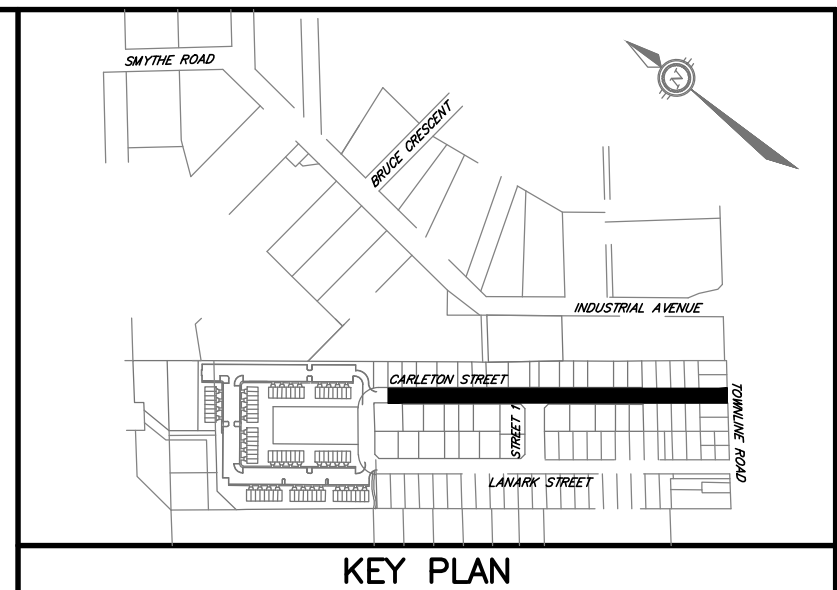 SMYTHE ROAD
BRUCE CRESCENT
N
INDUSTRIAL AVENUE
CARLETON STREET
STREET 1
TOWNLINE ROAD
LANARK STREET
KEY PLAN